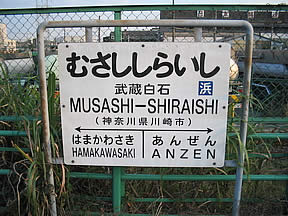 むさししらいし
武蔵白石 浜
MUSASHI－SHIRAISHI
(神奈川県川崎市)
はまかわさき あんぜん
HAMAKAWASAKI ANZEN